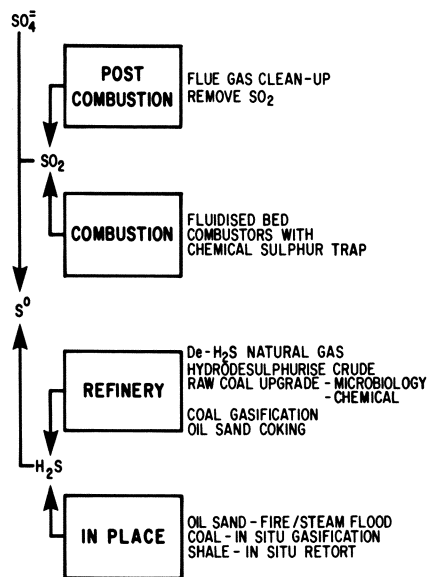 SO₄⁼
POST
COMBUSTION
FLUE GAS CLEAN-UP
REMOVE SO₂
SO₂
COMBUSTION
FLUIDISED BED
COMBUSTORS WITH
CHEMICAL SULPHUR TRAP
S⁰
REFINERY
De-H₂S NATURAL GAS
HYDRODESULPHURISE CRUDE
RAW COAL UPGRADE - MICROBIOLOGY
- CHEMICAL
COAL GASIFICATION
OIL SAND COKING
H₂S
IN PLACE
OIL SAND - FIRE/STEAM FLOOD
COAL - IN SITU GASIFICATION
SHALE - IN SITU RETORT